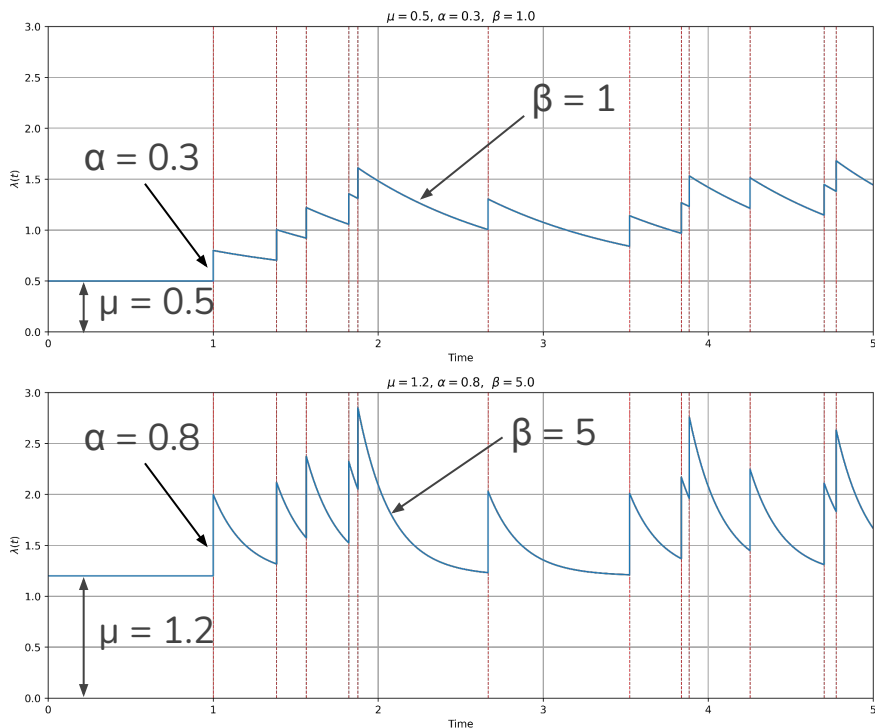 μ = 0.5, α = 0.3, β = 1.0
3.0
2.5
2.0
1.5
1.0
0.5
0.0
λ(t)
β = 1
α = 0.3
μ = 0.5
0 1 2 3 4 5
Time
μ = 1.2, α = 0.8, β = 5.0
3.0
2.5
2.0
1.5
1.0
0.5
0.0
λ(t)
β = 5
α = 0.8
μ = 1.2
0 1 2 3 4 5
Time